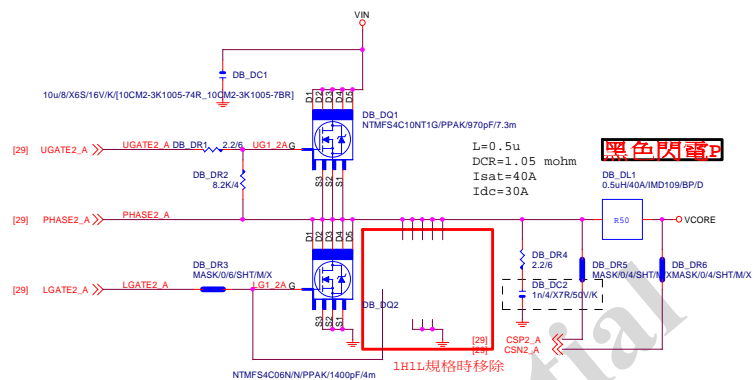 VIN
DB_DC1
10u/8/X6S/16V/K/[10CM2-3K1005-74R_10CM2-3K1005-7BR]
D1 D2 D3 D4 D5
DB_DQ1
NTMFS4C10NT1G/PPAK/970pF/7.3m
[29] UGATE2_A UGATE2_A DB_DR1 2.2/6 UG1_2A G
S3 S2 S1
DB_DR2
8.2K/4
L=0.5u
DCR=1.05 mohm
Isat=40A
Idc=30A
黑色閃電P
DB_DL1
0.5uH/40A/IMD109/BP/D
R50
VCORE
[29] PHASE2_A PHASE2_A
D1 D2 D3 D4 D5
DB_DR3
MASK/0/6/SHT/M/X
[29] LGATE2_A LGATE2_A LG1_2A G
DB_DQ2
S3 S2 S1
NTMFS4C06N/N/PPAK/1400pF/4m
DB_DR4
2.2/6
DB_DC2
1n/4/X7R/50V/K
DB_DR5
MASK/0/4/SHT/M/X
DB_DR6
MASK/0/4/SHT/M/X
[29] CSP2_A
[29] CSN2_A
1H1L規格時移除